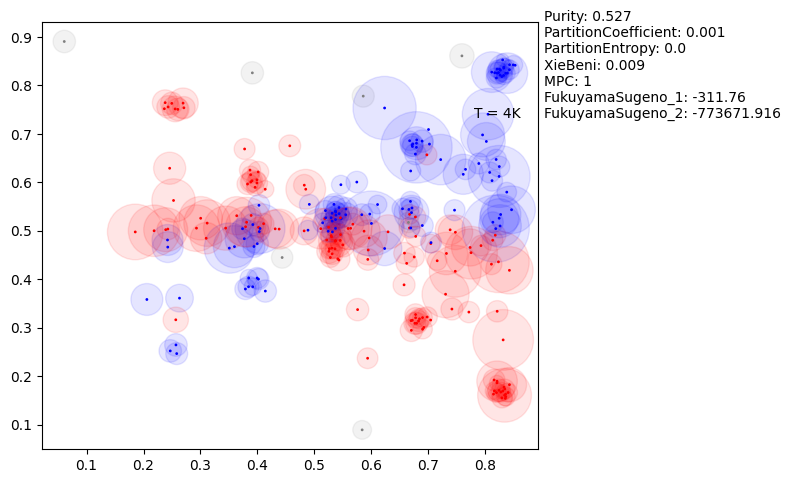 Purity: 0.527
PartitionCoefficient: 0.001
PartitionEntropy: 0.0
XieBeni: 0.009
MPC: 1
FukuyamaSugeno_1: -311.76
FukuyamaSugeno_2: -773671.916
T = 4K
0.9
0.8
0.7
0.6
0.5
0.4
0.3
0.2
0.1
0.1 0.2 0.3 0.4 0.5 0.6 0.7 0.8